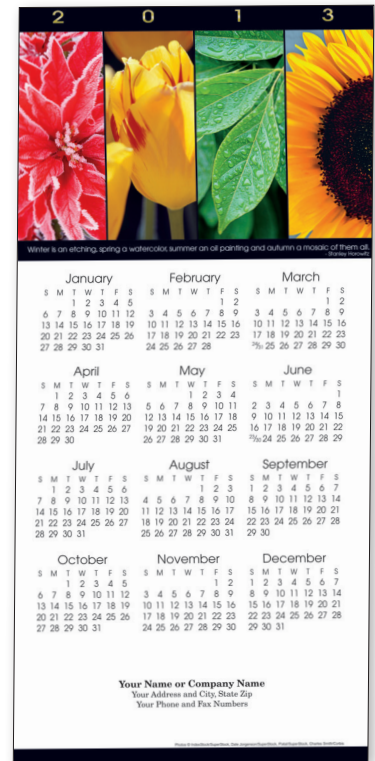 2 0 1 3
Winter is an etching, spring a watercolor, summer an oil painting and autumn a mosaic of them all.
- Stanley Horowitz
January February March
S M T W T F S S M T W T F S S M T W T F S
1 2 3 4 5 1 2 1 2
6 7 8 9 10 11 12 3 4 5 6 7 8 9 3 4 5 6 7 8 9
13 14 15 16 17 18 19 10 11 12 13 14 15 16 10 11 12 13 14 15 16
20 21 22 23 24 25 26 17 18 19 20 21 22 23 17 18 19 20 21 22 23
27 28 29 30 31 24 25 26 27 28 24/31 25 26 27 28 29 30
April May June
S M T W T F S S M T W T F S S M T W T F S
1 2 3 4 5 6 1 2 3 4 1
7 8 9 10 11 12 13 5 6 7 8 9 10 11 2 3 4 5 6 7 8
14 15 16 17 18 19 20 12 13 14 15 16 17 18 9 10 11 12 13 14 15
21 22 23 24 25 26 27 19 20 21 22 23 24 25 16 17 18 19 20 21 22
28 29 30 26 27 28 29 30 31 23/30 24 25 26 27 28 29
July August September
S M T W T F S S M T W T F S S M T W T F S
1 2 3 4 5 6 1 2 3 1 2 3 4 5 6 7
7 8 9 10 11 12 13 4 5 6 7 8 9 10 8 9 10 11 12 13 14
14 15 16 17 18 19 20 11 12 13 14 15 16 17 15 16 17 18 19 20 21
21 22 23 24 25 26 27 18 19 20 21 22 23 24 22 23 24 25 26 27 28
28 29 30 31 25 26 27 28 29 30 31 29 30
October November December
S M T W T F S S M T W T F S S M T W T F S
1 2 3 4 5 1 2 1 2 3 4 5 6 7
6 7 8 9 10 11 12 3 4 5 6 7 8 9 8 9 10 11 12 13 14
13 14 15 16 17 18 19 10 11 12 13 14 15 16 15 16 17 18 19 20 21
20 21 22 23 24 25 26 17 18 19 20 21 22 23 22 23 24 25 26 27 28
27 28 29 30 31 24 25 26 27 28 29 30 29 30 31
Your Name or Company Name
Your Address and City, State Zip
Your Phone and Fax Numbers